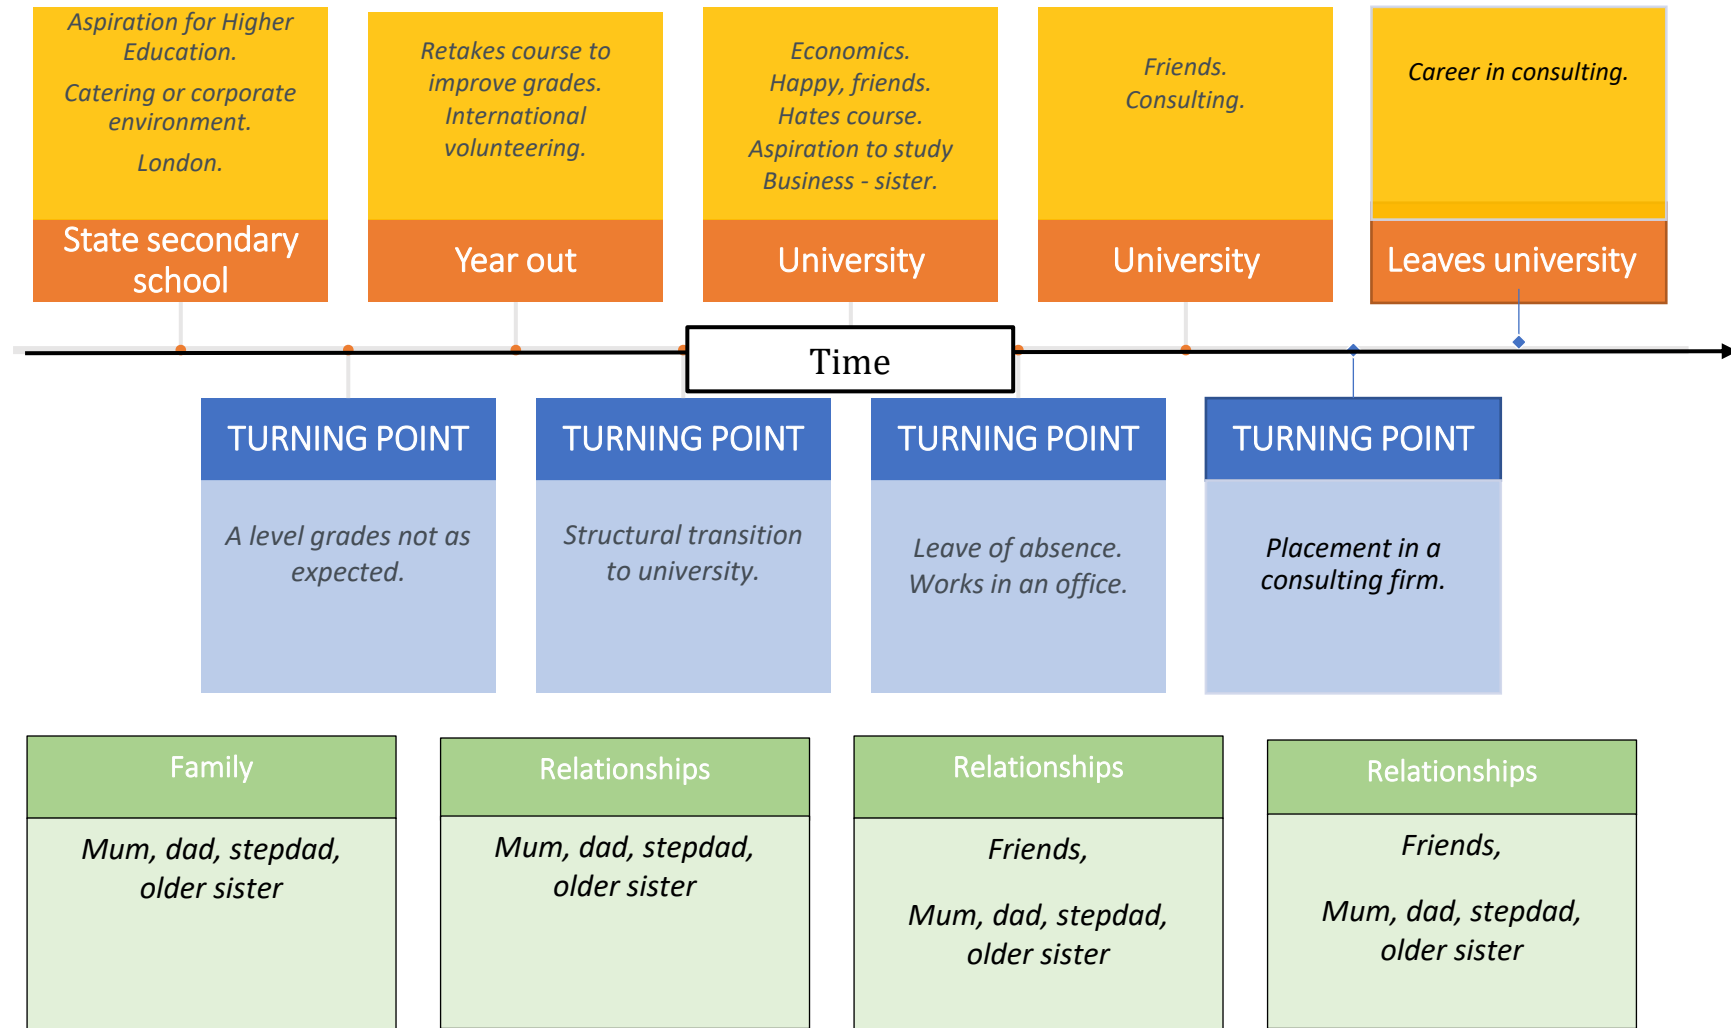 Aspiration for Higher
Education.
Catering or corporate
environment.
London.
State secondary
school
Retakes course to
improve grades.
International
volunteering.
Year out
Economics.
Happy, friends.
Hates course.
Aspiration to study
Business - sister.
University
Friends.
Consulting.
University
Career in consulting.
Leaves university
Time
TURNING POINT
A level grades not as
expected.
TURNING POINT
Structural transition
to university.
TURNING POINT
Leave of absence.
Works in an office.
TURNING POINT
Placement in a
consulting firm.
Family
Mum, dad, stepdad,
older sister
Relationships
Mum, dad, stepdad,
older sister
Relationships
Friends,
Mum, dad, stepdad,
older sister
Relationships
Friends,
Mum, dad, stepdad,
older sister